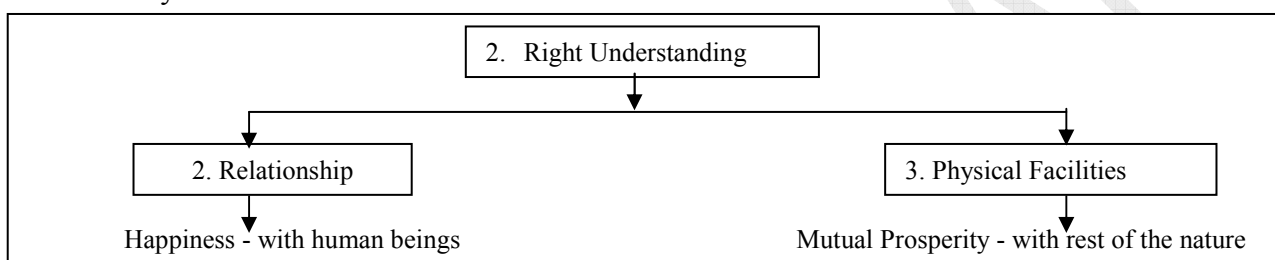 2. Right Understanding
2. Relationship
3. Physical Facilities
Happiness - with human beings
Mutual Prosperity - with rest of the nature